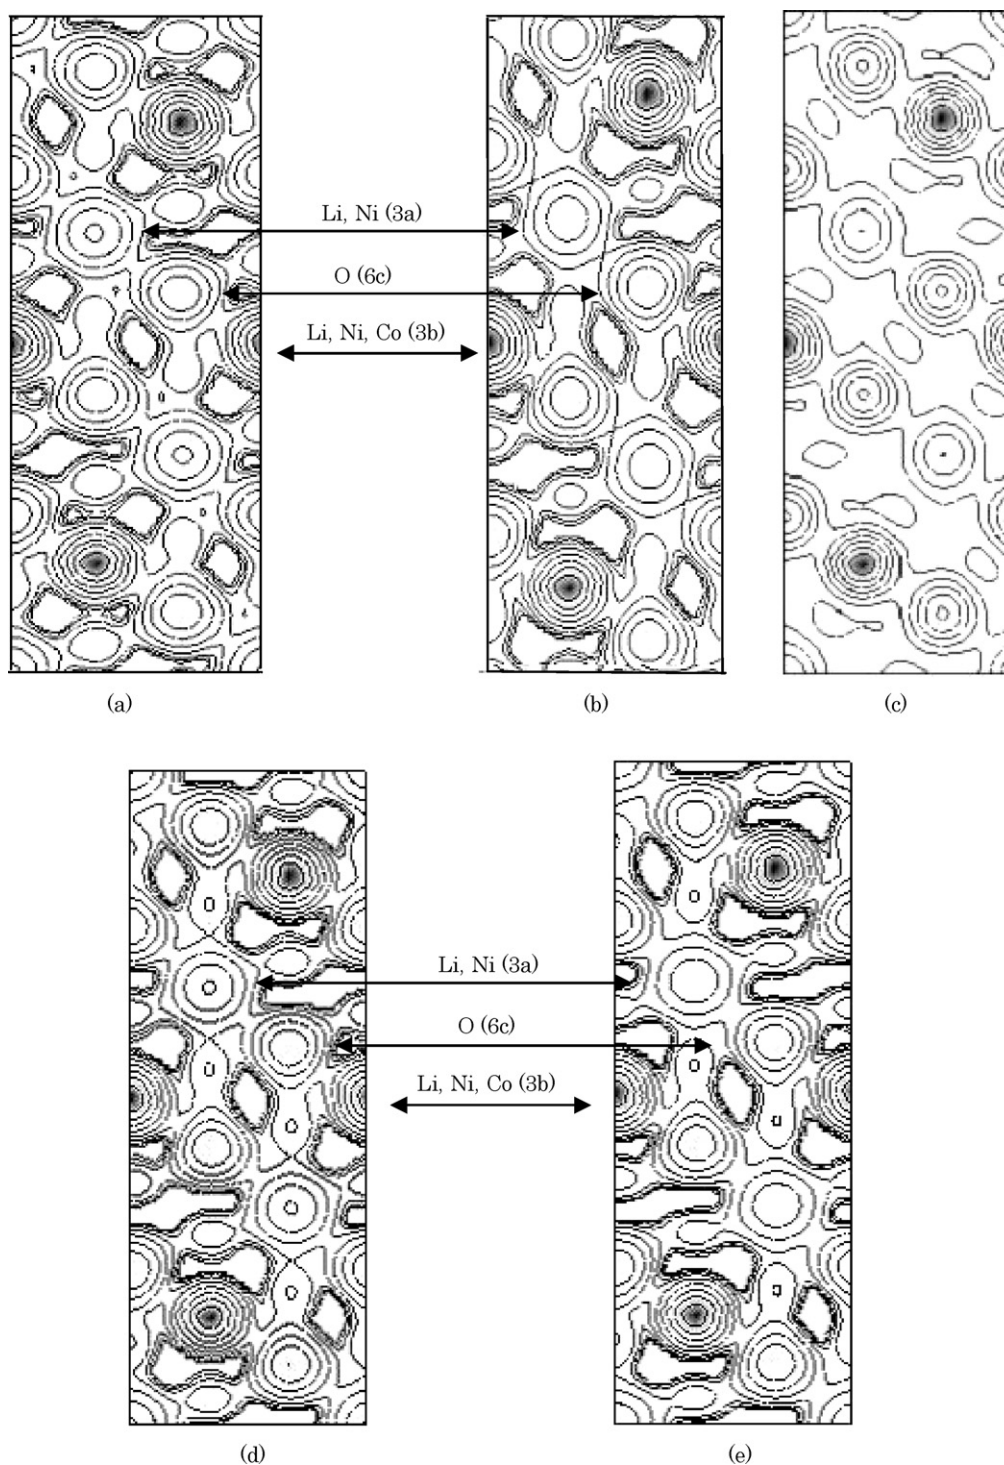 Li, Ni (3a)
O (6c)
Li, Ni, Co (3b)
(a)
(b)
(c)
Li, Ni (3a)
O (6c)
Li, Ni, Co (3b)
(d)
(e)